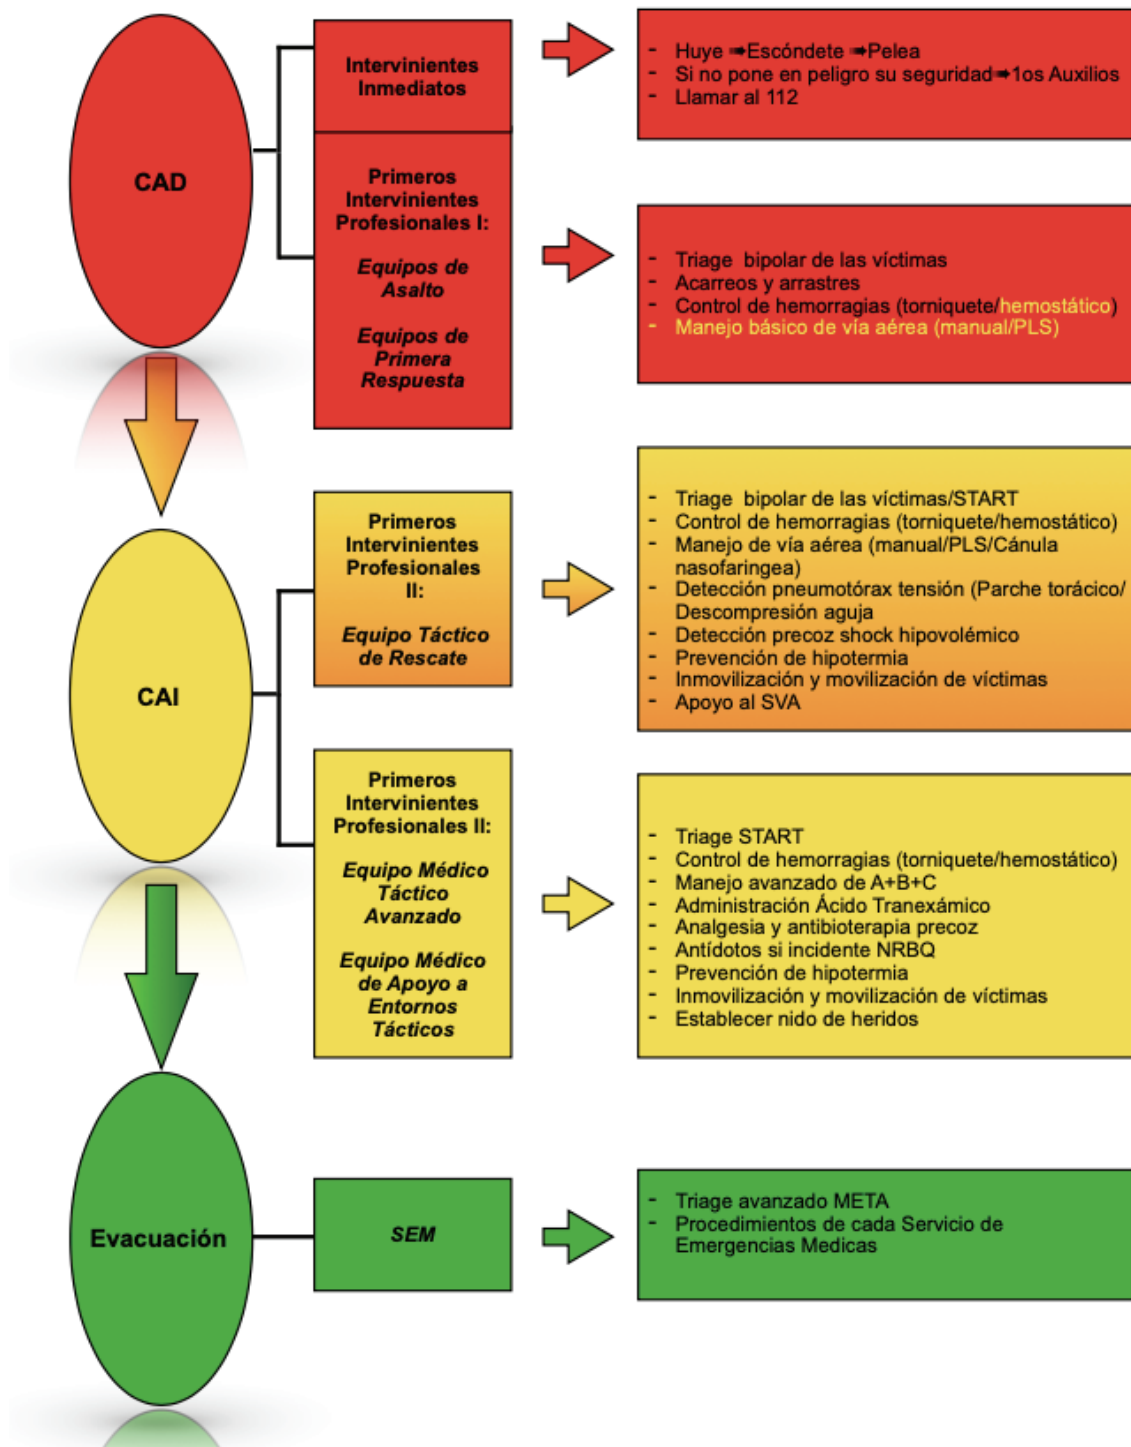 CAD
Intervinientes
Inmediatos
- Huye ➠Escóndete ➠Pelea
- Si no pone en peligro su seguridad➠1os Auxilios
- Llamar al 112
Primeros
Intervinientes
Profesionales I:
Equipos de
Asalto
Equipos de
Primera
Respuesta
- Triage bipolar de las víctimas
- Acarreos y arrastres
- Control de hemorragias (torniquete/hemostático)
- Manejo básico de vía aérea (manual/PLS)
CAI
Primeros
Intervinientes
Profesionales
II:
Equipo Táctico
de Rescate
- Triage bipolar de las víctimas/START
- Control de hemorragias (torniquete/hemostático)
- Manejo de vía aérea (manual/PLS/Cánula
nasofaringea)
- Detección pneumotórax tensión (Parche torácico/
Descompresión aguja
- Detección precoz shock hipovolémico
- Prevención de hipotermia
- Inmovilización y movilización de víctimas
- Apoyo al SVA
Primeros
Intervinientes
Profesionales II:
Equipo Médico
Táctico
Avanzado
Equipo Médico
de Apoyo a
Entornos
Tácticos
- Triage START
- Control de hemorragias (torniquete/hemostático)
- Manejo avanzado de A+B+C
- Administración Ácido Tranexámico
- Analgesia y antibioterapia precoz
- Antídotos si incidente NRBQ
- Prevención de hipotermia
- Inmovilización y movilización de víctimas
- Establecer nido de heridos
Evacuación
SEM
- Triage avanzado META
- Procedimientos de cada Servicio de
Emergencias Medicas